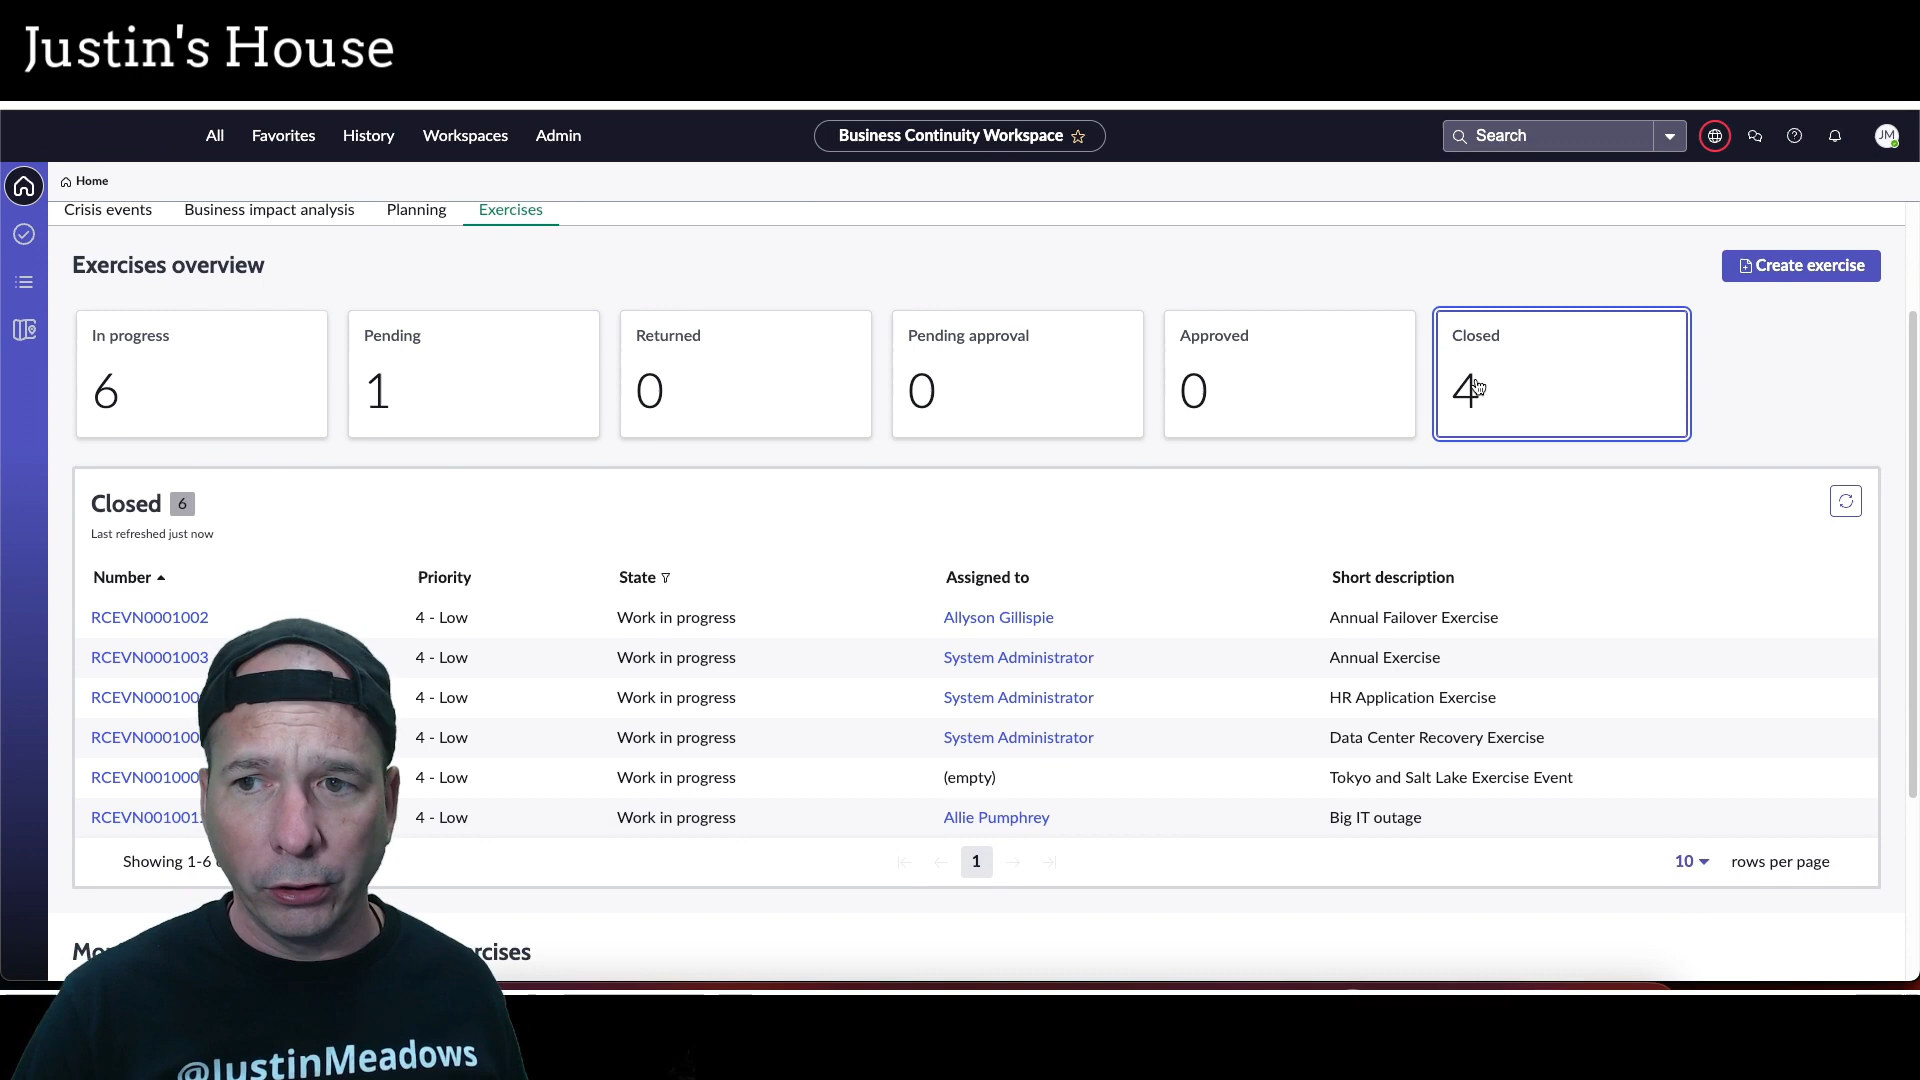 Justin's House
All Favorites History Workspaces Admin Business Continuity Workspace Search JM
Home
Crisis events Business impact analysis Planning Exercises
Exercises overview Create exercise
In progress Pending Returned Pending approval Approved Closed
6 1 0 0 0 4
Closed 6
Last refreshed just now
Number Priority State Assigned to Short description
RCEVN0001002 4 - Low Work in progress Allyson Gillispie Annual Failover Exercise
RCEVN0001003 4 - Low Work in progress System Administrator Annual Exercise
4 - Low Work in progress System Administrator HR Application Exercise
4 - Low Work in progress System Administrator Data Center Recovery Exercise
4 - Low Work in progress (empty) Tokyo and Salt Lake Exercise Event
4 - Low Work in progress Allie Pumphrey Big IT outage
Showing 1-6 1 10 rows per page
@JustinMeadows